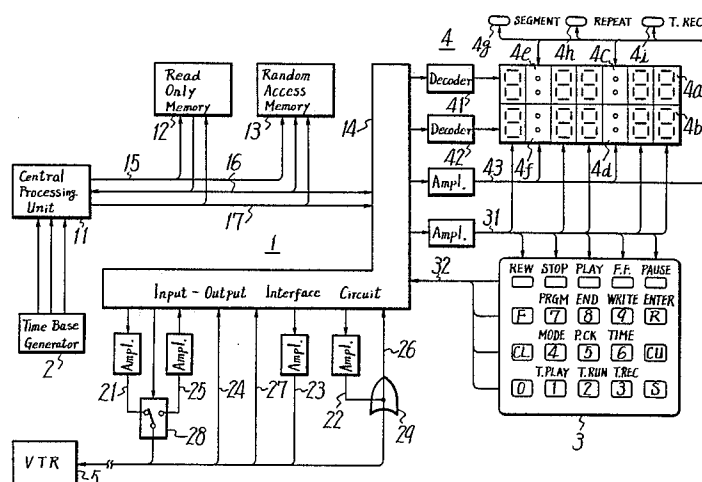 4g SEGMENT 4h REPEAT 4i T. REC
4
4e 4c
Decoder 41 4a
Decoder 42 4b
4f 4d
Read Only Memory 12
Random Access Memory 13
14
15 16 17
Central Processing Unit 11
Ampl. 43
Ampl. 31
32
1
Input-Output Interface Circuit
Time Base Generator 2
Ampl. Ampl. Ampl. Ampl.
21 25 24 27 23 22 26
28 29
VTR 5
REW STOP PLAY F.F. PAUSE
PRGM END WRITE ENTER
F 7 8 9 R
MODE P.CK TIME
CL 4 5 6 CU
T.PLAY T.RUN T.REC
0 1 2 3 S
3